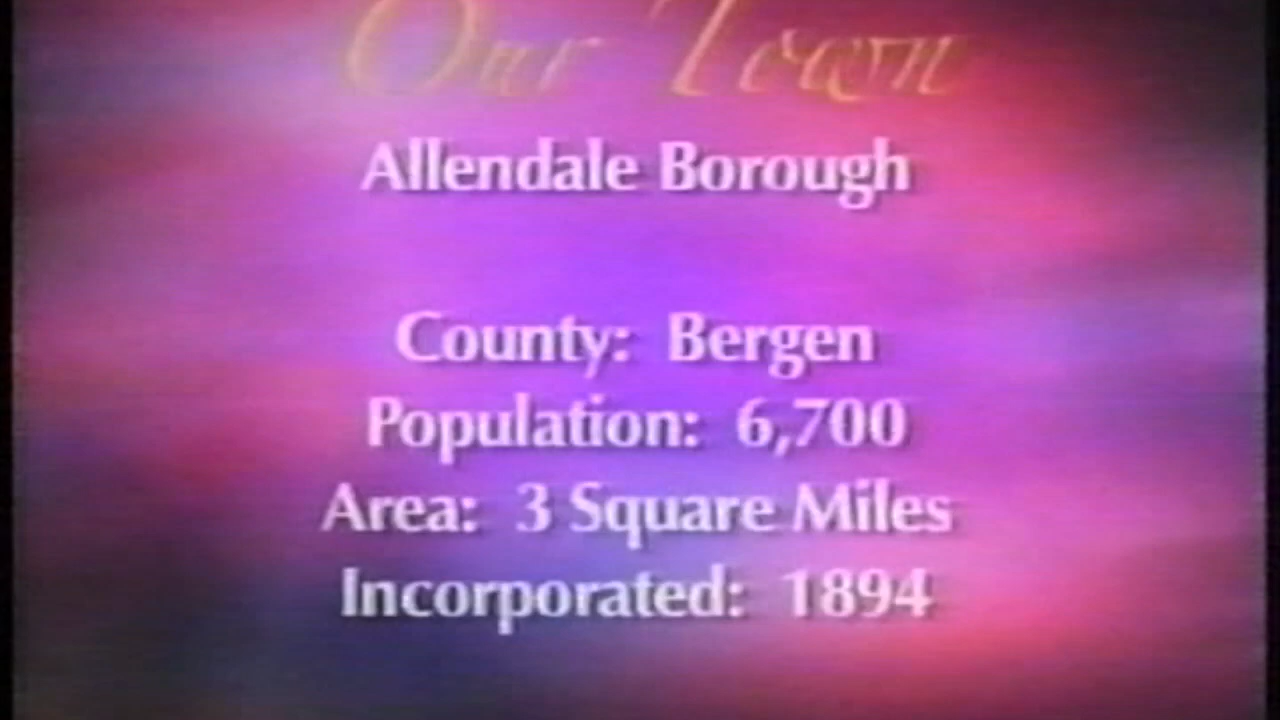 Our Town
Allendale Borough
County: Bergen
Population: 6,700
Area: 3 Square Miles
Incorporated: 1894